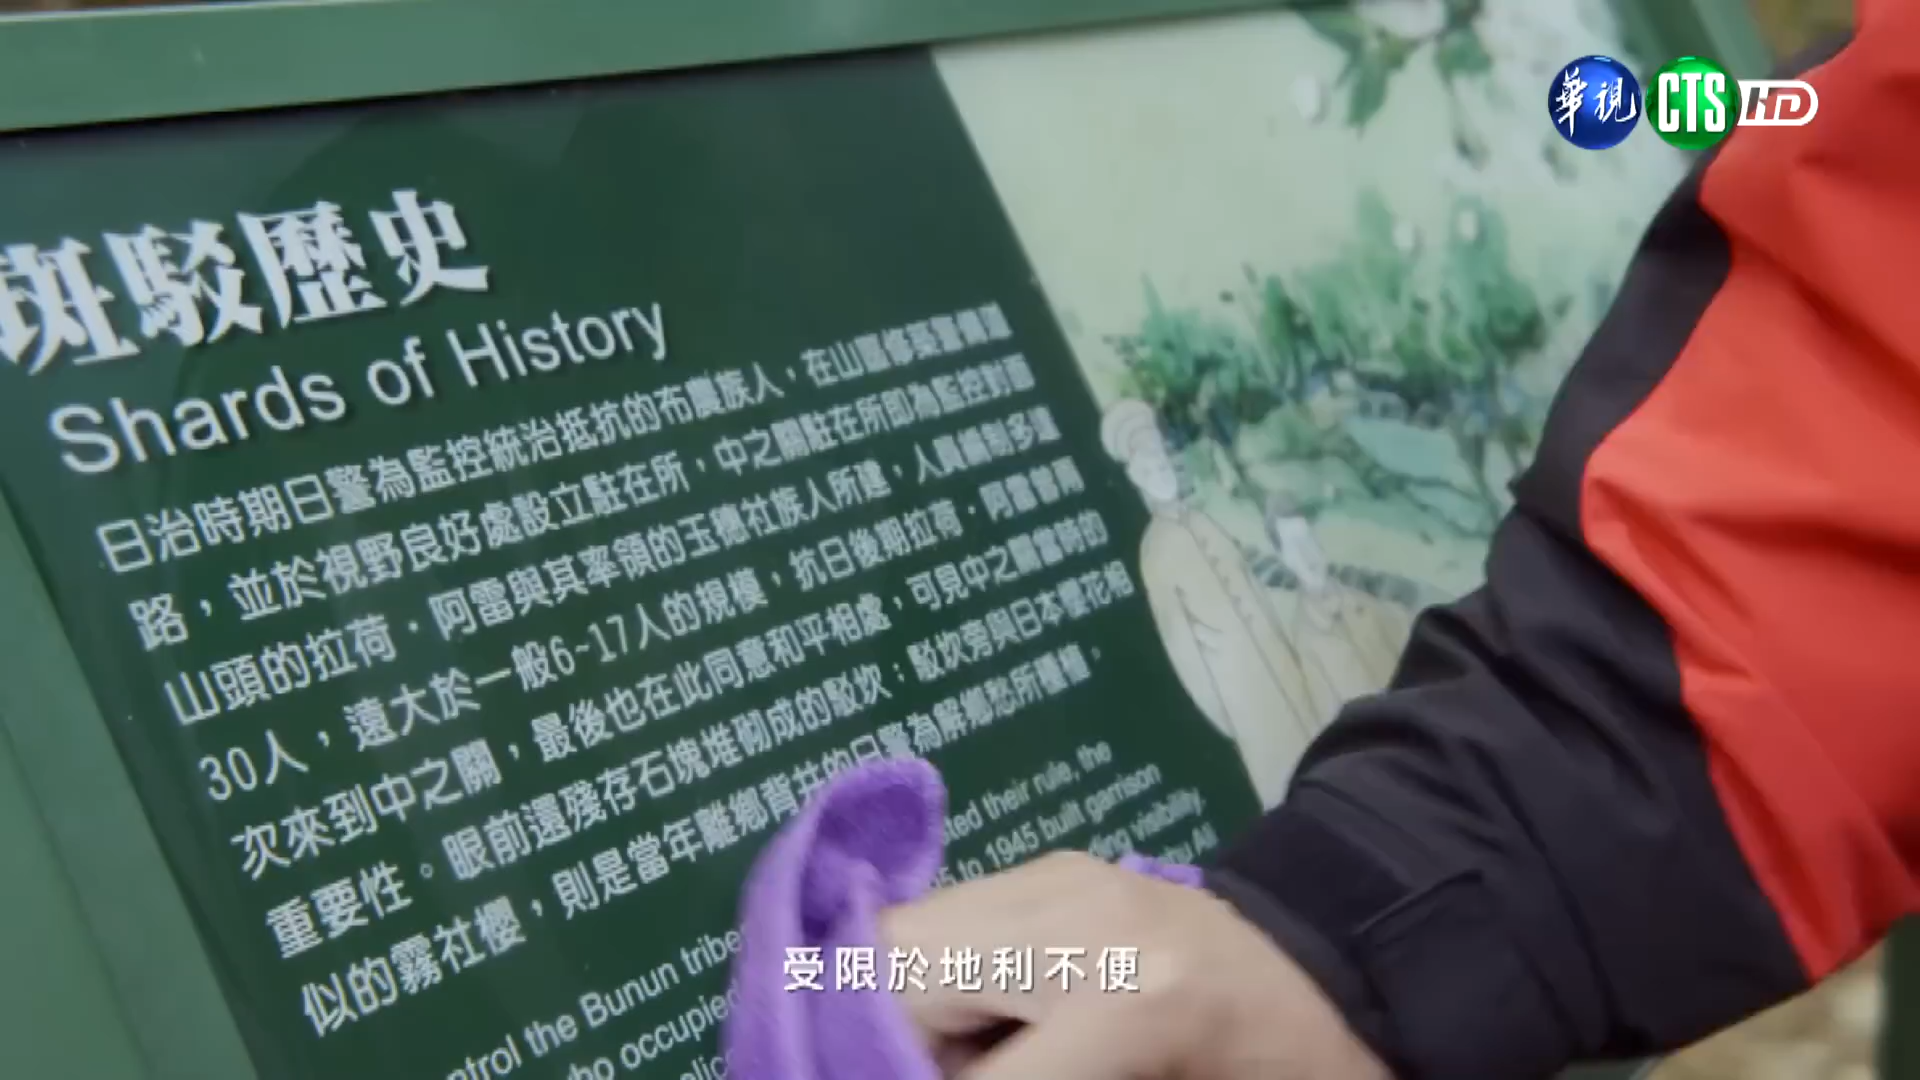 華視 CTS HD
斑駁歷史
Shards of History
日治時期日警為監控統治抵抗的布農族人，在山區修築警備道
路，並於視野良好處設立駐在所，中之關駐在所即為監控對面
山頭的拉荷．阿雷與其率領的玉穗社族人所建，人員編制多達
30人，遠大於一般6~17人的規模，抗日後期拉荷．阿雷曾兩
次來到中之關，最後也在此同意和平相處，可見中之關當時的
重要性。眼前還殘存石塊堆砌成的駁坎；駁坎旁與日本櫻花相
似的霧社櫻，則是當年離鄉背井的日警為解鄉愁所種植。
sted their rule, the
95 to 1945 built garrison
ding visibility.
ntrol the Bunun tribe
ho occupied
受限於地利不便